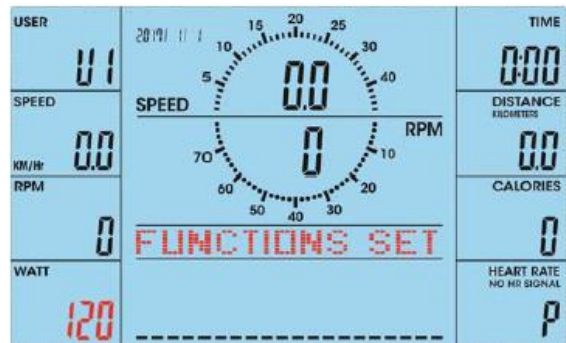 USER
U1
SPEED
KM/Hr 0.0
RPM
0
WATT
120
2019/ 1/ 1
5 10 15 20 25 30 40
SPEED
0.0
RPM
0
70 60 50 40 30 20 10
FUNCTIONS SET
TIME
0:00
DISTANCE
KILOMETERS
0.0
CALORIES
0
HEART RATE
NO HR SIGNAL
P